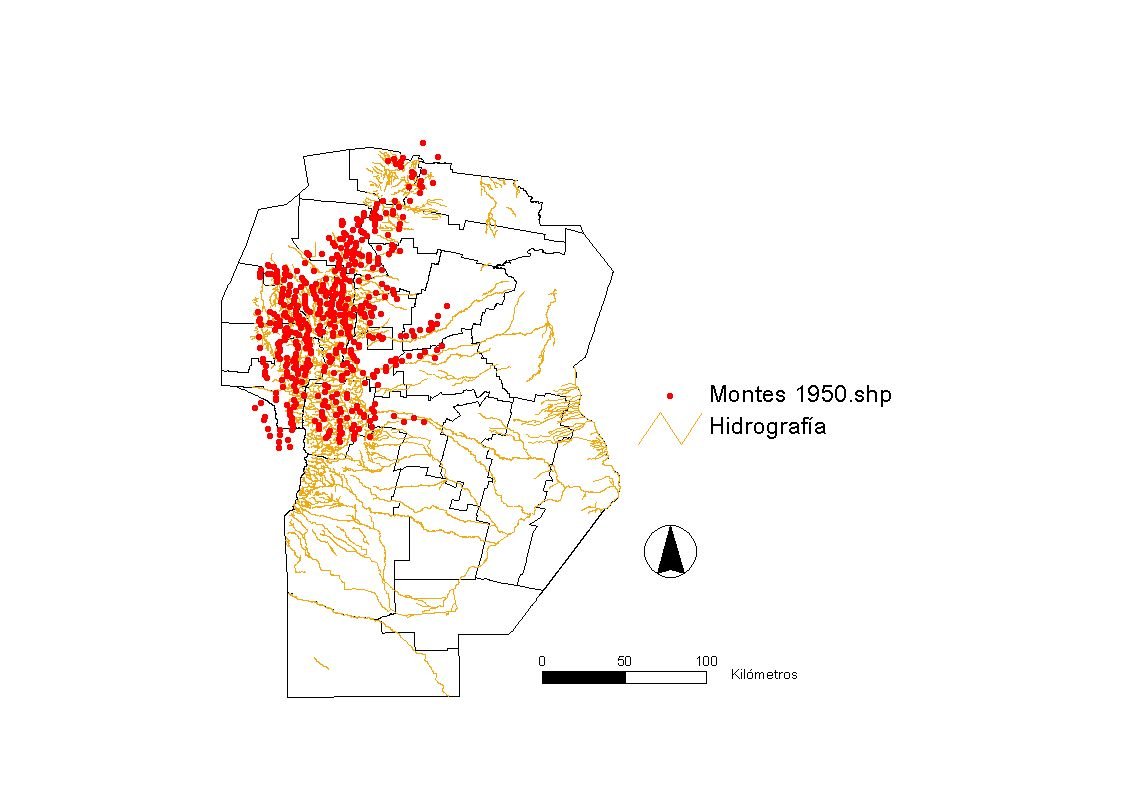 Montes 1950.shp
Hidrografía
0 50 100
Kilómetros